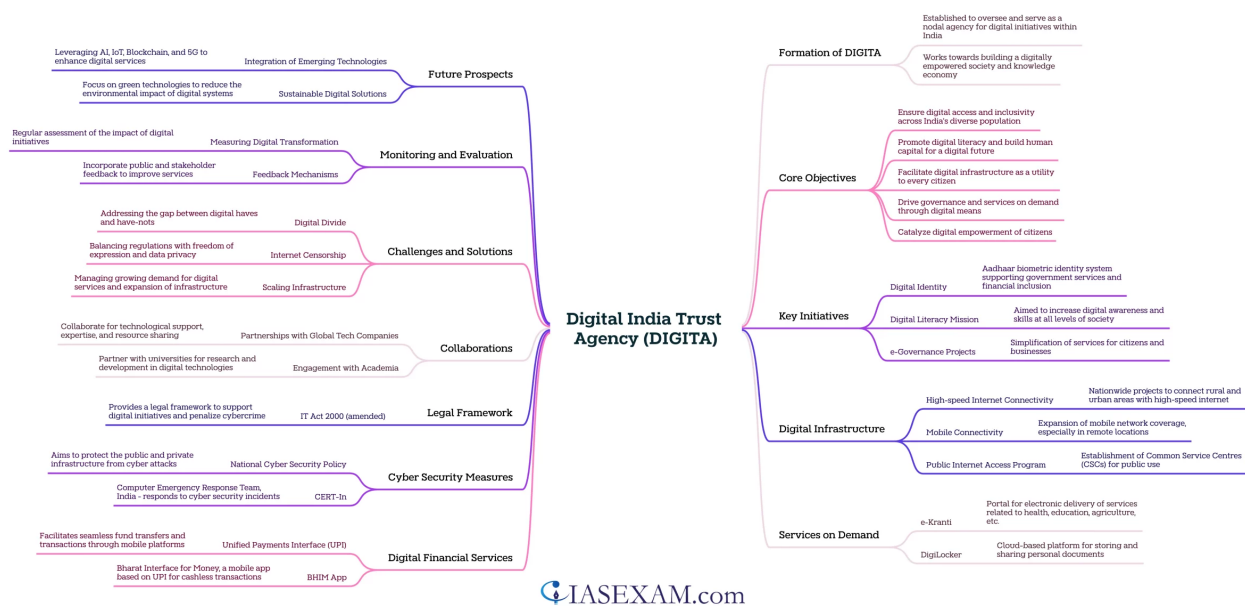 Digital India Trust
Agency (DIGITA)
Formation of DIGITA
Established to oversee and serve as a
nodal agency for digital initiatives within
India
Works towards building a digitally
empowered society and knowledge
economy
Core Objectives
Ensure digital access and inclusivity
across India's diverse population
Promote digital literacy and build human
capital for a digital future
Facilitate digital infrastructure as a utility
to every citizen
Drive governance and services on demand
through digital means
Catalyze digital empowerment of citizens
Key Initiatives
Digital Identity
Aadhaar biometric identity system
supporting government services and
financial inclusion
Digital Literacy Mission
Aimed to increase digital awareness and
skills at all levels of society
e-Governance Projects
Simplification of services for citizens and
businesses
Digital Infrastructure
High-speed Internet Connectivity
Nationwide projects to connect rural and
urban areas with high-speed internet
Mobile Connectivity
Expansion of mobile network coverage,
especially in remote locations
Public Internet Access Program
Establishment of Common Service Centres
(CSCs) for public use
Services on Demand
e-Kranti
Portal for electronic delivery of services
related to health, education, agriculture,
etc.
DigiLocker
Cloud-based platform for storing and
sharing personal documents
Future Prospects
Integration of Emerging Technologies
Leveraging AI, IoT, Blockchain, and 5G to
enhance digital services
Sustainable Digital Solutions
Focus on green technologies to reduce the
environmental impact of digital systems
Monitoring and Evaluation
Measuring Digital Transformation
Regular assessment of the impact of digital
initiatives
Feedback Mechanisms
Incorporate public and stakeholder
feedback to improve services
Challenges and Solutions
Digital Divide
Addressing the gap between digital haves
and have-nots
Internet Censorship
Balancing regulations with freedom of
expression and data privacy
Scaling Infrastructure
Managing growing demand for digital
services and expansion of infrastructure
Collaborations
Partnerships with Global Tech Companies
Collaborate for technological support,
expertise, and resource sharing
Engagement with Academia
Partner with universities for research and
development in digital technologies
Legal Framework
IT Act 2000 (amended)
Provides a legal framework to support
digital initiatives and penalize cybercrime
Cyber Security Measures
National Cyber Security Policy
Aims to protect the public and private
infrastructure from cyber attacks
CERT-In
Computer Emergency Response Team,
India - responds to cyber security incidents
Digital Financial Services
Unified Payments Interface (UPI)
Facilitates seamless fund transfers and
transactions through mobile platforms
BHIM App
Bharat Interface for Money, a mobile app
based on UPI for cashless transactions
IASEXAM.com